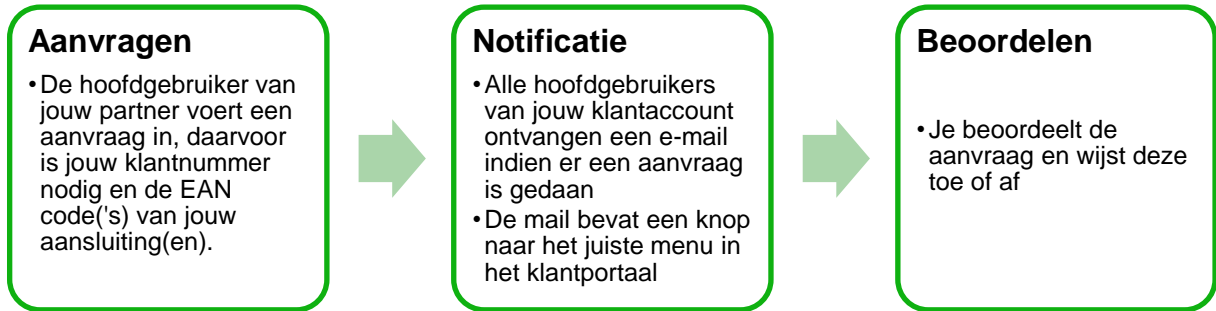 Aanvragen
•De hoofdgebruiker van
jouw partner voert een
aanvraag in, daarvoor
is jouw klantnummer
nodig en de EAN
code('s) van jouw
aansluiting(en).
Notificatie
•Alle hoofdgebruikers
van jouw klantaccount
ontvangen een e-mail
indien er een aanvraag
is gedaan
•De mail bevat een knop
naar het juiste menu in
het klantportaal
Beoordelen
•Je beoordeelt de
aanvraag en wijst deze
toe of af